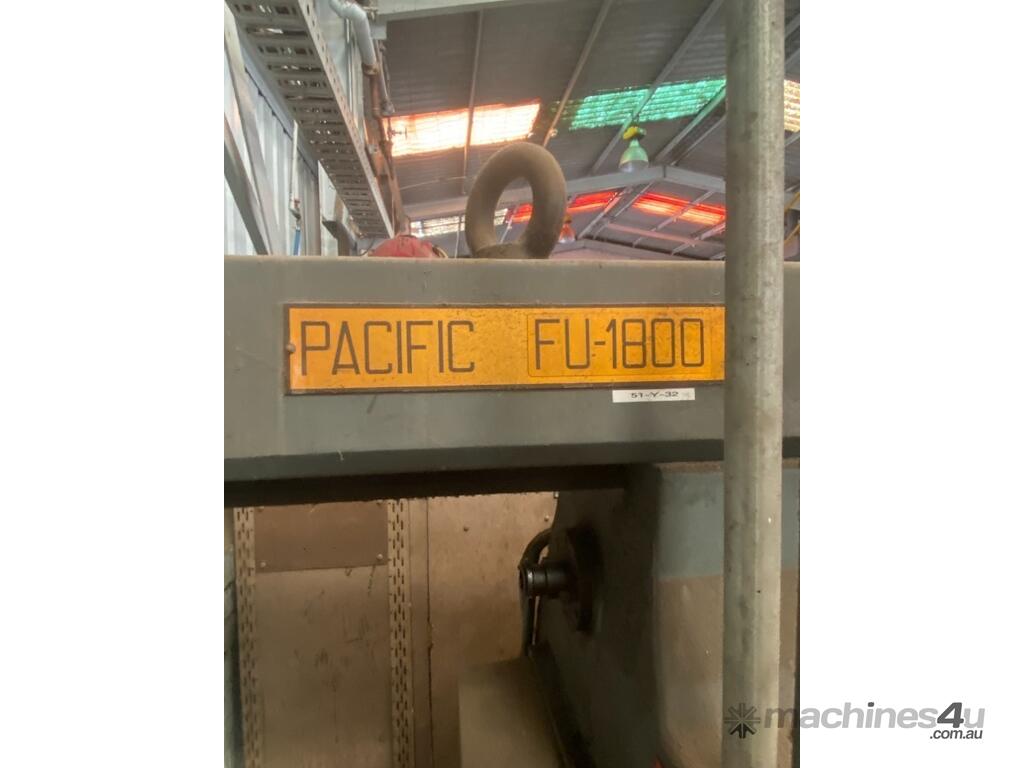 PACIFIC FU-1800
51-Y-32
machines4u
.com.au